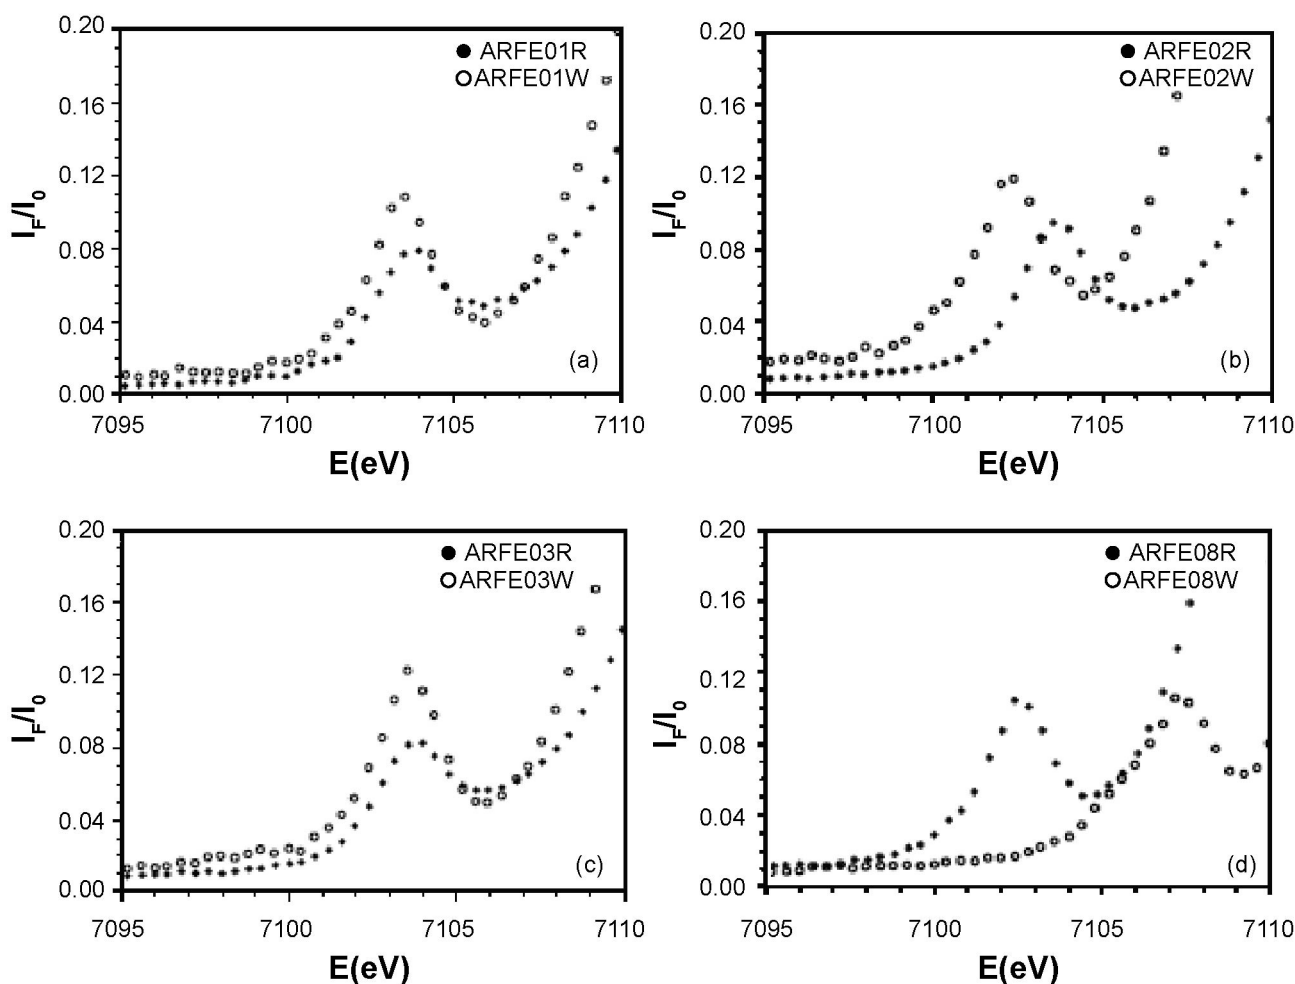 0.20
0.16
0.12
0.08
0.04
0.00
I_F/I_0
ARFE01R
ARFE01W
(a)
7095 7100 7105 7110
E(eV)
0.20
0.16
0.12
0.08
0.04
0.00
I_F/I_0
ARFE02R
ARFE02W
(b)
7095 7100 7105 7110
E(eV)
0.20
0.16
0.12
0.08
0.04
0.00
I_F/I_0
ARFE03R
ARFE03W
(c)
7095 7100 7105 7110
E(eV)
0.20
0.16
0.12
0.08
0.04
0.00
I_F/I_0
ARFE08R
ARFE08W
(d)
7095 7100 7105 7110
E(eV)